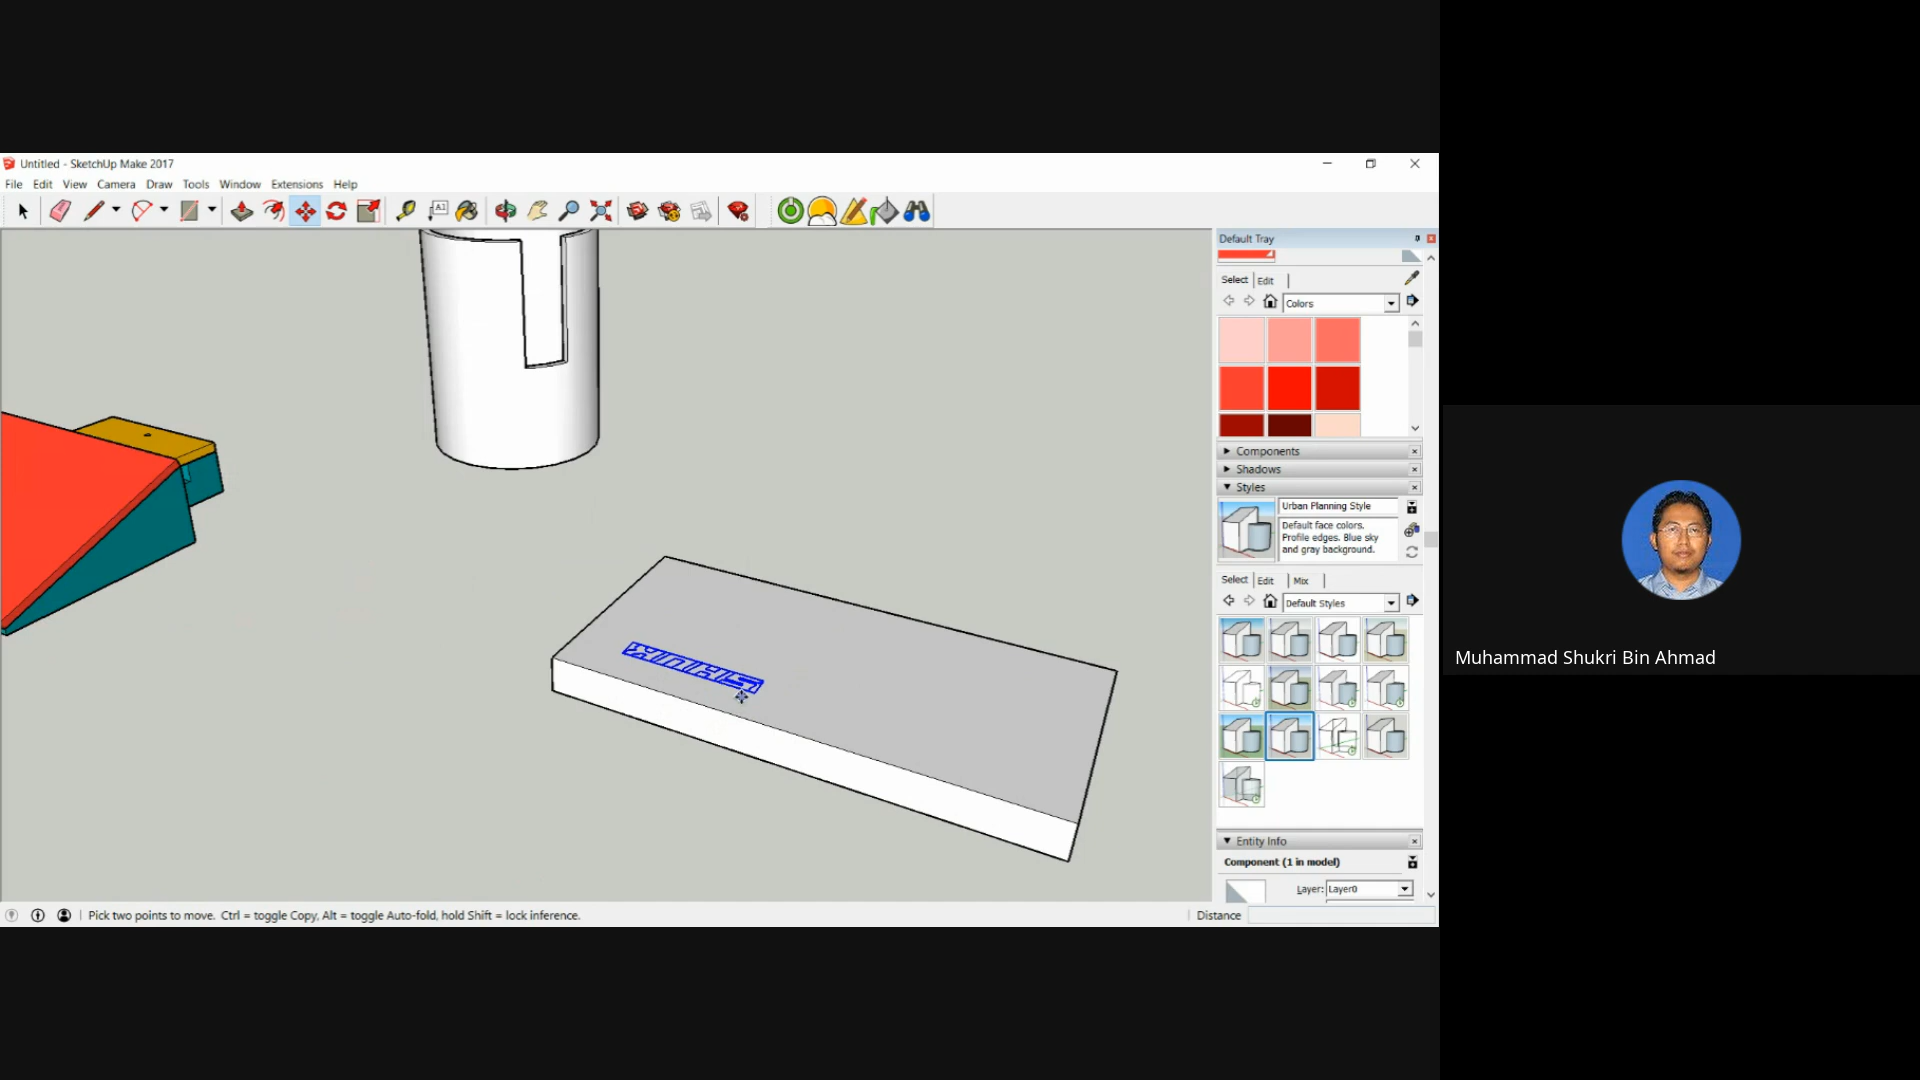 Untitled - SketchUp Make 2017
File Edit View Camera Draw Tools Window Extensions Help
A1
Default Tray
Select Edit
Colors
Components
Shadows
Styles
Urban Planning Style
Default face colors.
Profile edges. Blue sky
and gray background.
Select Edit Mix
Default Styles
Entity Info
Component (1 in model)
Layer: Layer0
Pick two points to move. Ctrl = toggle Copy, Alt = toggle Auto-fold, hold Shift = lock inference.
Distance
Muhammad Shukri Bin Ahmad